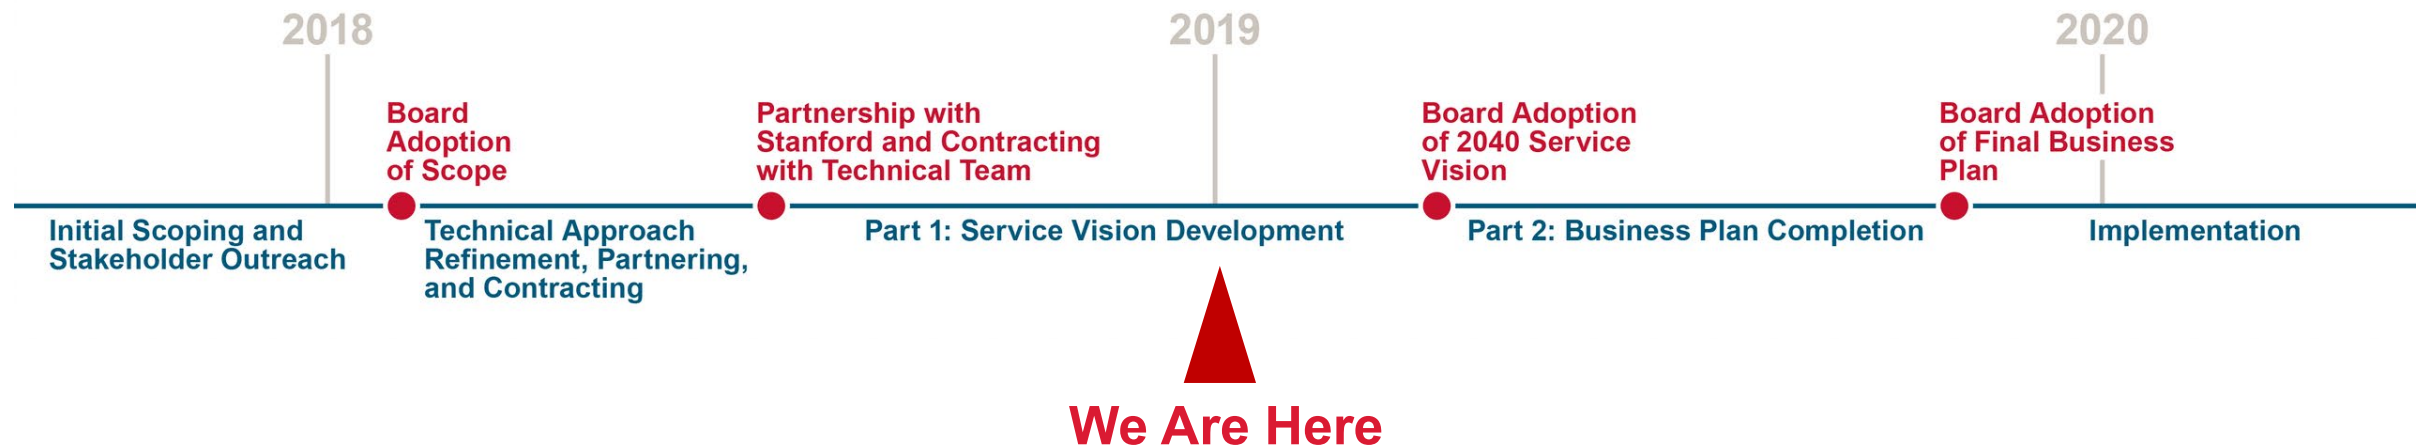 2018
2019
2020
Board
Adoption
of Scope
Partnership with
Stanford and Contracting
with Technical Team
Board Adoption
of 2040 Service
Vision
Board Adoption
of Final Business
Plan
Initial Scoping and
Stakeholder Outreach
Technical Approach
Refinement, Partnering,
and Contracting
Part 1: Service Vision Development
Part 2: Business Plan Completion
Implementation
We Are Here